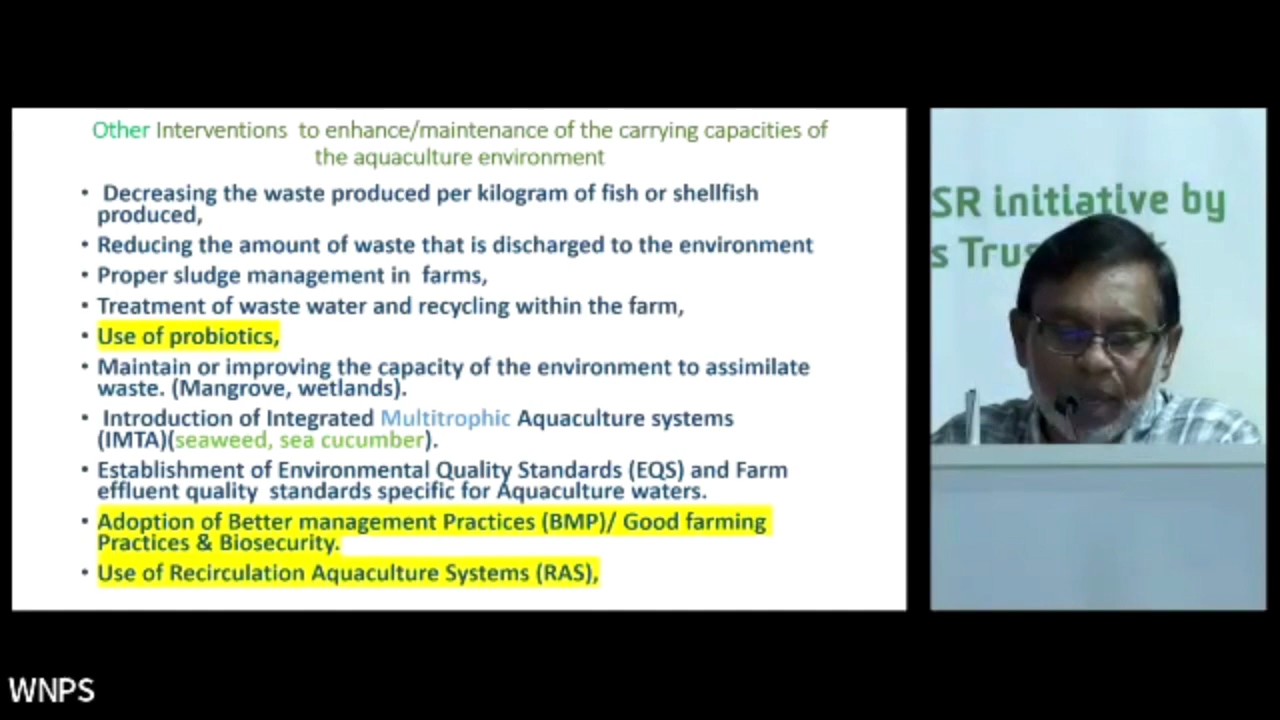 Other Interventions to enhance/maintenance of the carrying capacities of
the aquaculture environment
• Decreasing the waste produced per kilogram of fish or shellfish
produced,
• Reducing the amount of waste that is discharged to the environment
• Proper sludge management in farms,
• Treatment of waste water and recycling within the farm,
• Use of probiotics,
• Maintain or improving the capacity of the environment to assimilate
waste. (Mangrove, wetlands).
• Introduction of Integrated Multitrophic Aquaculture systems
(IMTA)(seaweed, sea cucumber).
• Establishment of Environmental Quality Standards (EQS) and Farm
effluent quality standards specific for Aquaculture waters.
• Adoption of Better management Practices (BMP)/ Good farming
Practices & Biosecurity.
• Use of Recirculation Aquaculture Systems (RAS),
SR initiative by
s Trus
WNPS